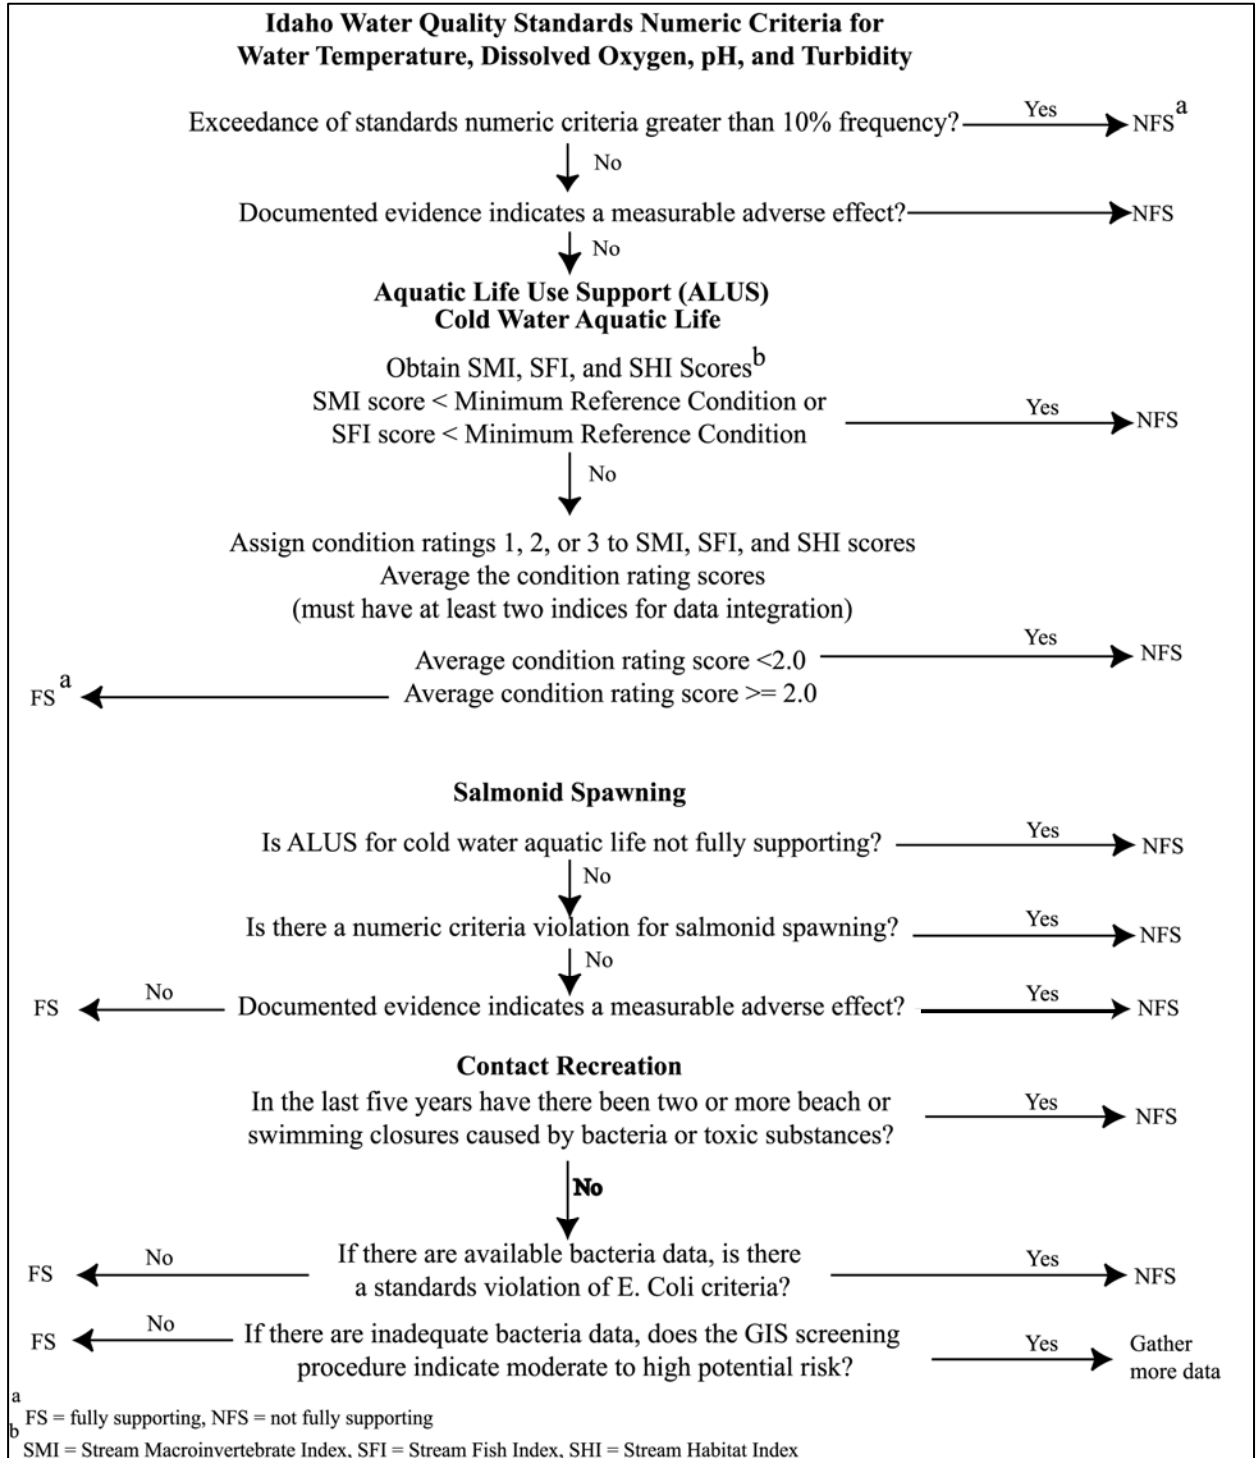 Idaho Water Quality Standards Numeric Criteria for
Water Temperature, Dissolved Oxygen, pH, and Turbidity
Exceedance of standards numeric criteria greater than 10% frequency? Yes NFS a
No
Documented evidence indicates a measurable adverse effect? NFS
No
Aquatic Life Use Support (ALUS)
Cold Water Aquatic Life
Obtain SMI, SFI, and SHI Scores b
SMI score < Minimum Reference Condition or
SFI score < Minimum Reference Condition
Yes NFS
No
Assign condition ratings 1, 2, or 3 to SMI, SFI, and SHI scores
Average the condition rating scores
(must have at least two indices for data integration)
Average condition rating score <2.0 Yes NFS
FS a Average condition rating score >= 2.0
Salmonid Spawning
Is ALUS for cold water aquatic life not fully supporting? Yes NFS
No
Is there a numeric criteria violation for salmonid spawning? Yes NFS
No
FS No Documented evidence indicates a measurable adverse effect? Yes NFS
Contact Recreation
In the last five years have there been two or more beach or
swimming closures caused by bacteria or toxic substances?
Yes NFS
No
FS No
If there are available bacteria data, is there
a standards violation of E. Coli criteria?
Yes NFS
FS No
If there are inadequate bacteria data, does the GIS screening
procedure indicate moderate to high potential risk?
Yes Gather
more data
a FS = fully supporting, NFS = not fully supporting
b SMI = Stream Macroinvertebrate Index, SFI = Stream Fish Index, SHI = Stream Habitat Index